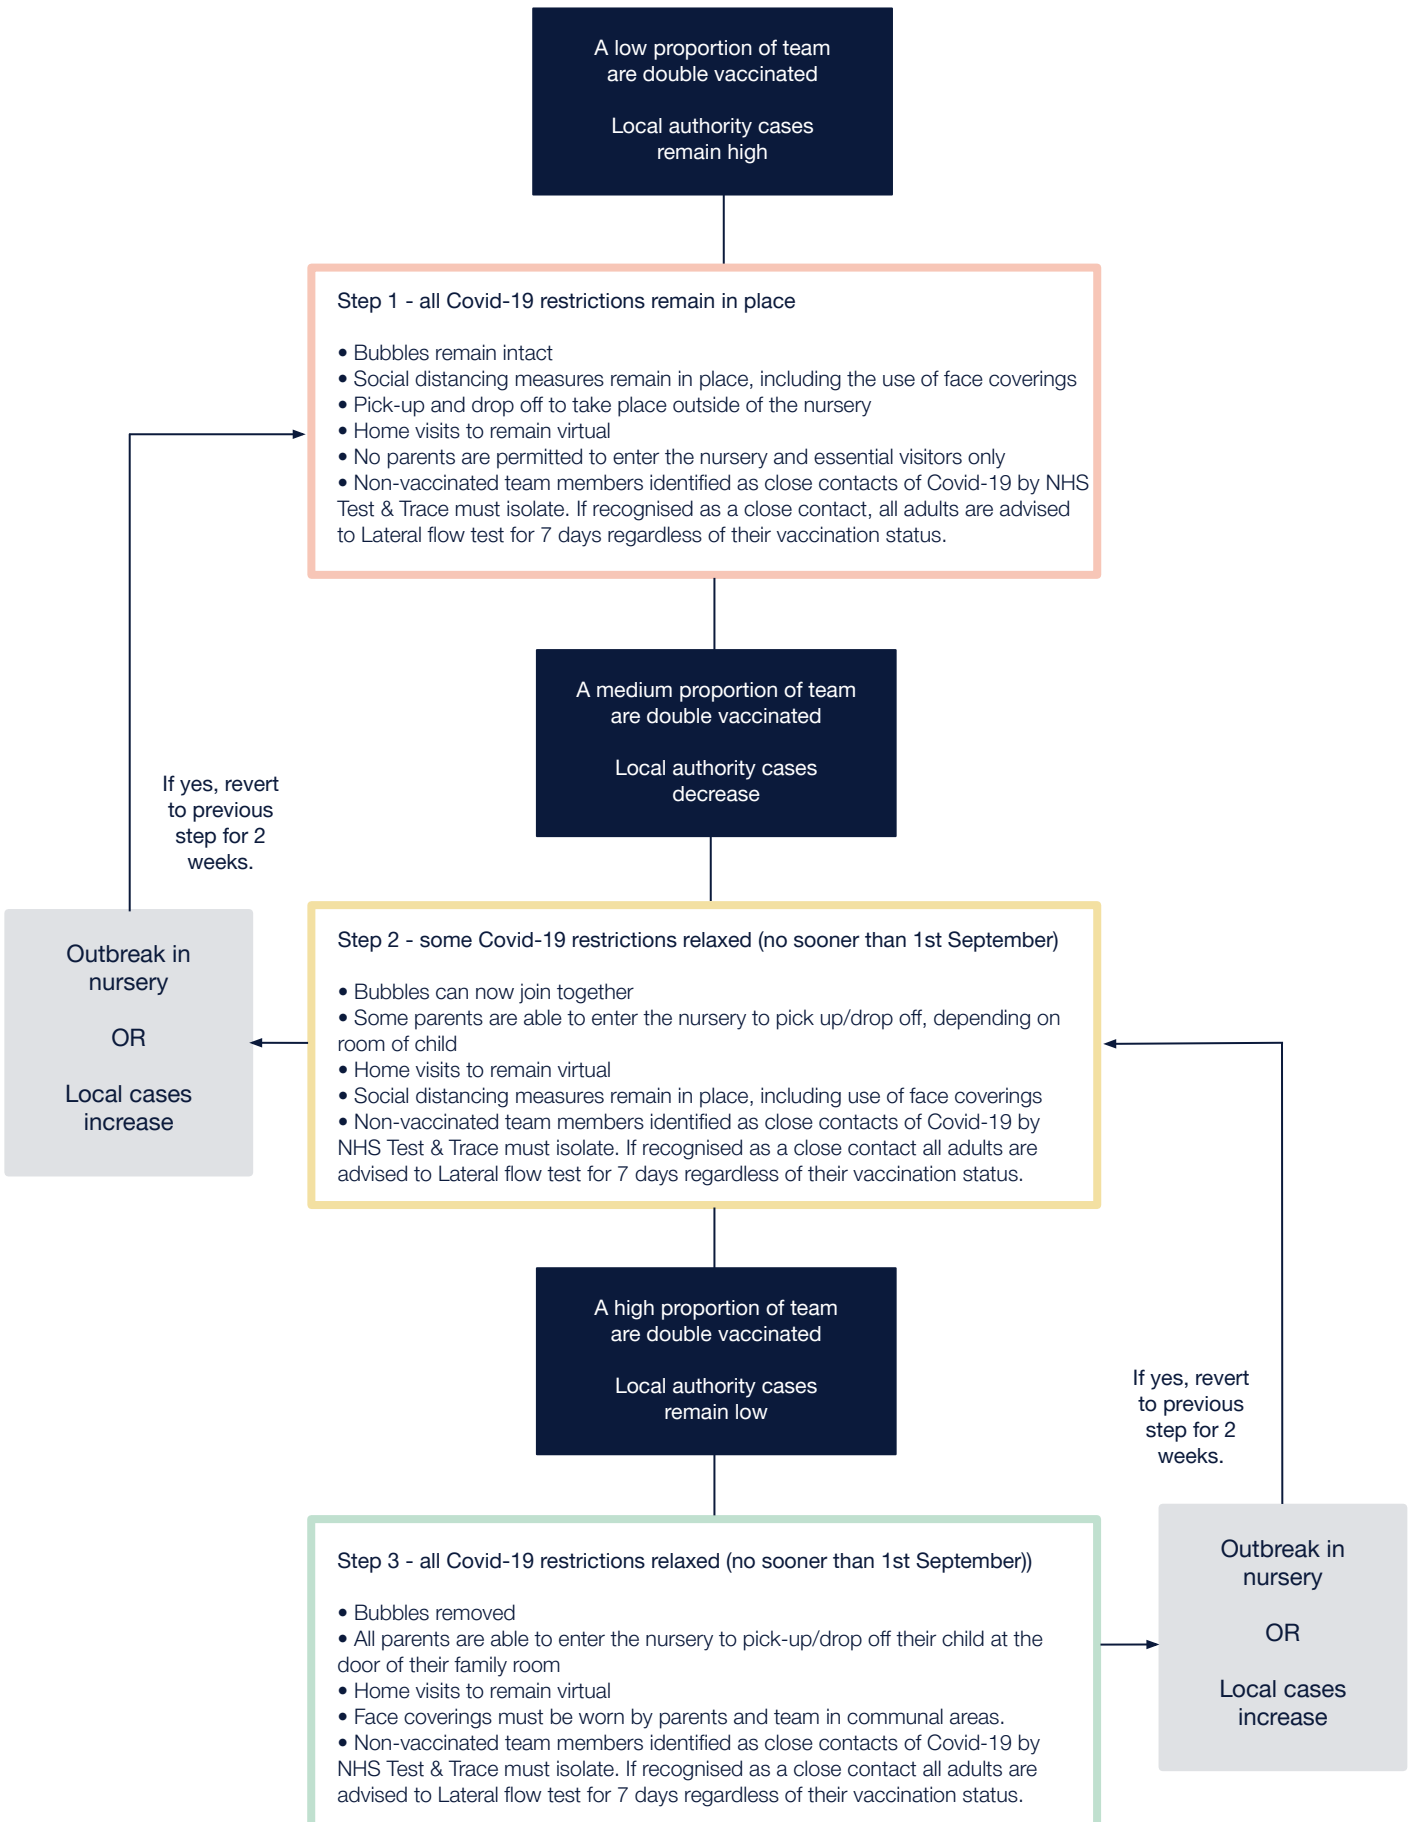 A low proportion of team
are double vaccinated
Local authority cases
remain high
Step 1 - all Covid-19 restrictions remain in place
• Bubbles remain intact
• Social distancing measures remain in place, including the use of face coverings
• Pick-up and drop off to take place outside of the nursery
• Home visits to remain virtual
• No parents are permitted to enter the nursery and essential visitors only
• Non-vaccinated team members identified as close contacts of Covid-19 by NHS
Test & Trace must isolate. If recognised as a close contact, all adults are advised
to Lateral flow test for 7 days regardless of their vaccination status.
A medium proportion of team
are double vaccinated
Local authority cases
decrease
If yes, revert
to previous
step for 2
weeks.
Outbreak in
nursery
OR
Local cases
increase
Step 2 - some Covid-19 restrictions relaxed (no sooner than 1st September)
• Bubbles can now join together
• Some parents are able to enter the nursery to pick up/drop off, depending on
room of child
• Home visits to remain virtual
• Social distancing measures remain in place, including use of face coverings
• Non-vaccinated team members identified as close contacts of Covid-19 by
NHS Test & Trace must isolate. If recognised as a close contact all adults are
advised to Lateral flow test for 7 days regardless of their vaccination status.
A high proportion of team
are double vaccinated
Local authority cases
remain low
If yes, revert
to previous
step for 2
weeks.
Outbreak in
nursery
OR
Local cases
increase
Step 3 - all Covid-19 restrictions relaxed (no sooner than 1st September))
• Bubbles removed
• All parents are able to enter the nursery to pick-up/drop off their child at the
door of their family room
• Home visits to remain virtual
• Face coverings must be worn by parents and team in communal areas.
• Non-vaccinated team members identified as close contacts of Covid-19 by
NHS Test & Trace must isolate. If recognised as a close contact all adults are
advised to Lateral flow test for 7 days regardless of their vaccination status.